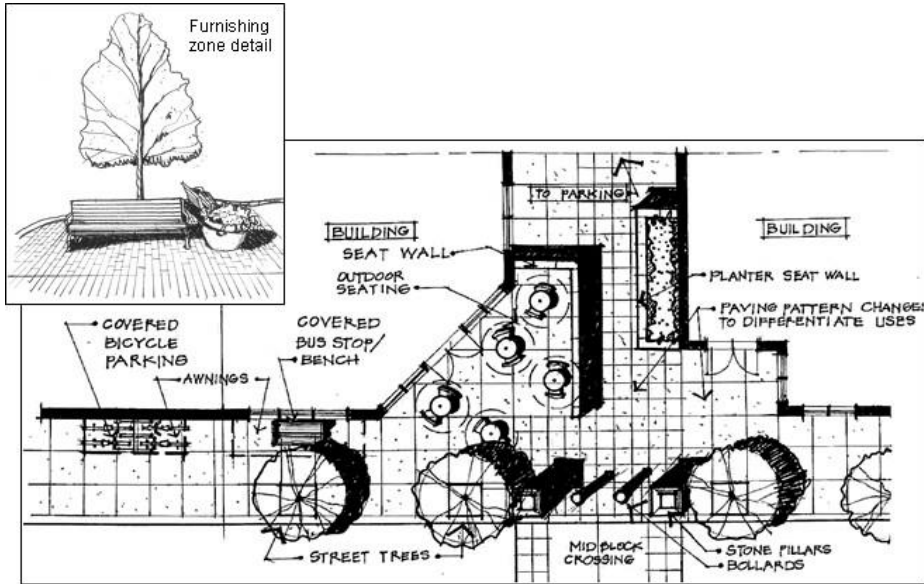 Furnishing
zone detail
TO PARKING
BUILDING
BUILDING
SEAT WALL
OUTDOOR
SEATING
PLANTER SEAT WALL
PAVING PATTERN CHANGES
TO DIFFERENTIATE USES
COVERED
BICYCLE
PARKING
COVERED
BUS STOP/
BENCH
AWNINGS
STREET TREES
MID BLOCK
CROSSING
STONE PILLARS
BOLLARDS